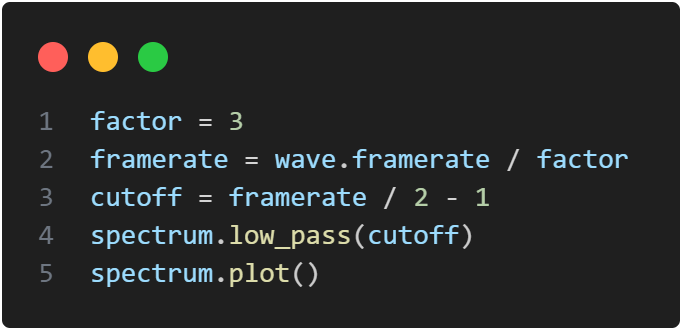 1 factor = 3
2 framerate = wave.framerate / factor
3 cutoff = framerate / 2 - 1
4 spectrum.low_pass(cutoff)
5 spectrum.plot()